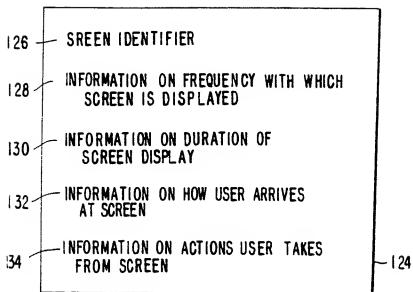 126 SREEN IDENTIFIER
128 INFORMATION ON FREQUENCY WITH WHICH
SCREEN IS DISPLAYED
130 INFORMATION ON DURATION OF
SCREEN DISPLAY
132 INFORMATION ON HOW USER ARRIVES
AT SCREEN
34 INFORMATION ON ACTIONS USER TAKES
FROM SCREEN 124